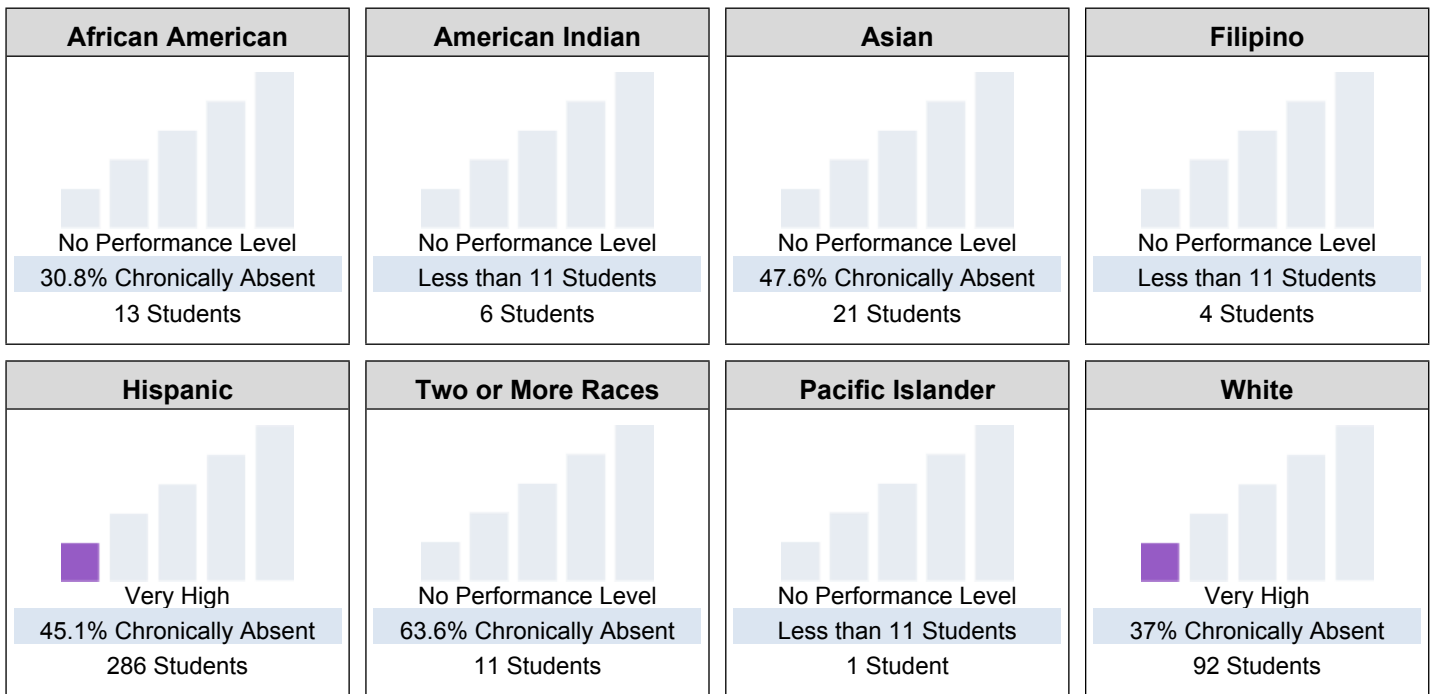 African American
No Performance Level
30.8% Chronically Absent
13 Students
American Indian
No Performance Level
Less than 11 Students
6 Students
Asian
No Performance Level
47.6% Chronically Absent
21 Students
Filipino
No Performance Level
Less than 11 Students
4 Students
Hispanic
Very High
45.1% Chronically Absent
286 Students
Two or More Races
No Performance Level
63.6% Chronically Absent
11 Students
Pacific Islander
No Performance Level
Less than 11 Students
1 Student
White
Very High
37% Chronically Absent
92 Students